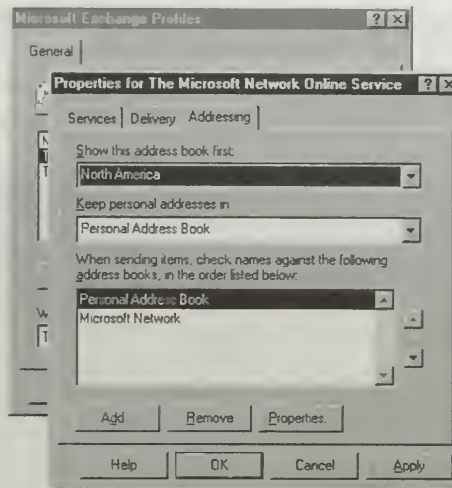 Microsoft Exchange Profiles
General
Properties for The Microsoft Network Online Service
Services Delivery Addressing
Show this address book first:
North America
Keep personal addresses in
Personal Address Book
When sending items, check names against the following
address books, in the order listed below:
Personal Address Book
Microsoft Network
Add Remove Properties.
Help OK Cancel Apply